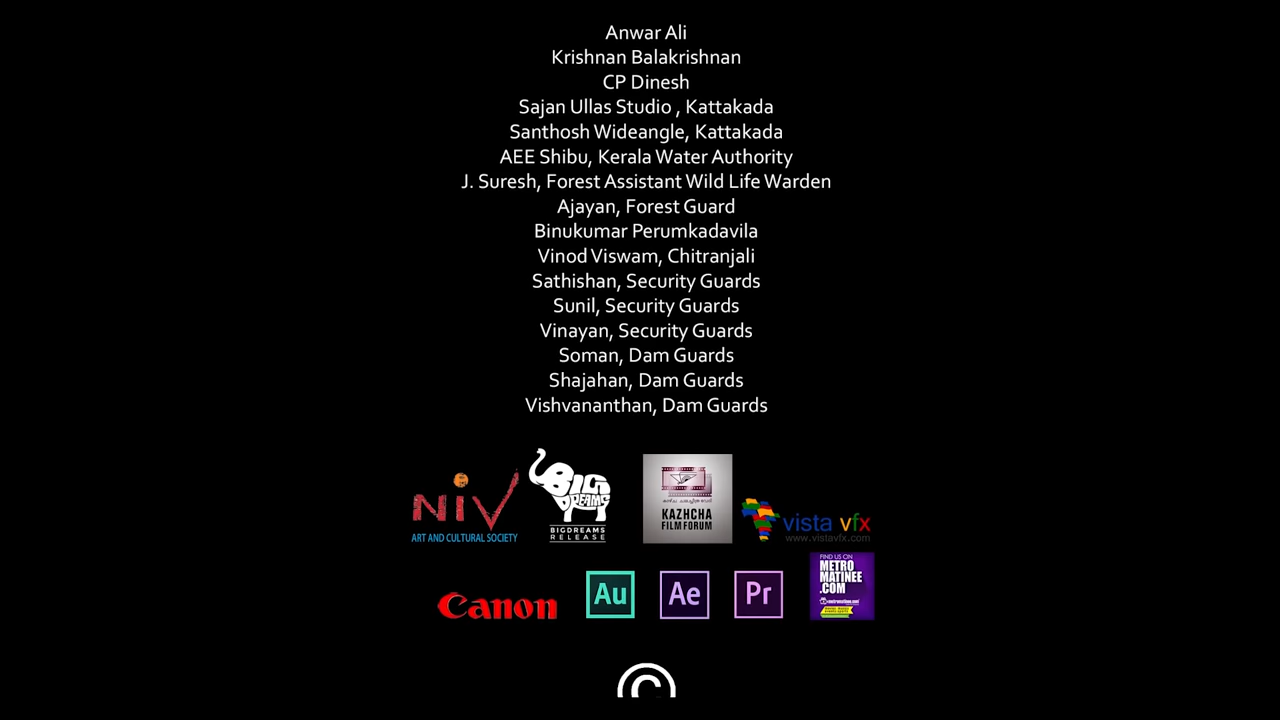 Anwar Ali
Krishnan Balakrishnan
CP Dinesh
Sajan Ullas Studio , Kattakada
Santhosh Wideangle, Kattakada
AEE Shibu, Kerala Water Authority
J. Suresh, Forest Assistant Wild Life Warden
Ajayan, Forest Guard
Binukumar Perumkadavila
Vinod Viswam, Chitranjali
Sathishan, Security Guards
Sunil, Security Guards
Vinayan, Security Guards
Soman, Dam Guards
Shajahan, Dam Guards
Vishvananthan, Dam Guards
NIV
ART AND CULTURAL SOCIETY
BIG
DREAMS
BIGDREAMS
RELEASE
KAZHCHA
FILM FORUM
vista vfx
www.vistavfx.com
Canon
Au
Ae
Pr
FIND US ON
METRO
MATINEE
.COM
©